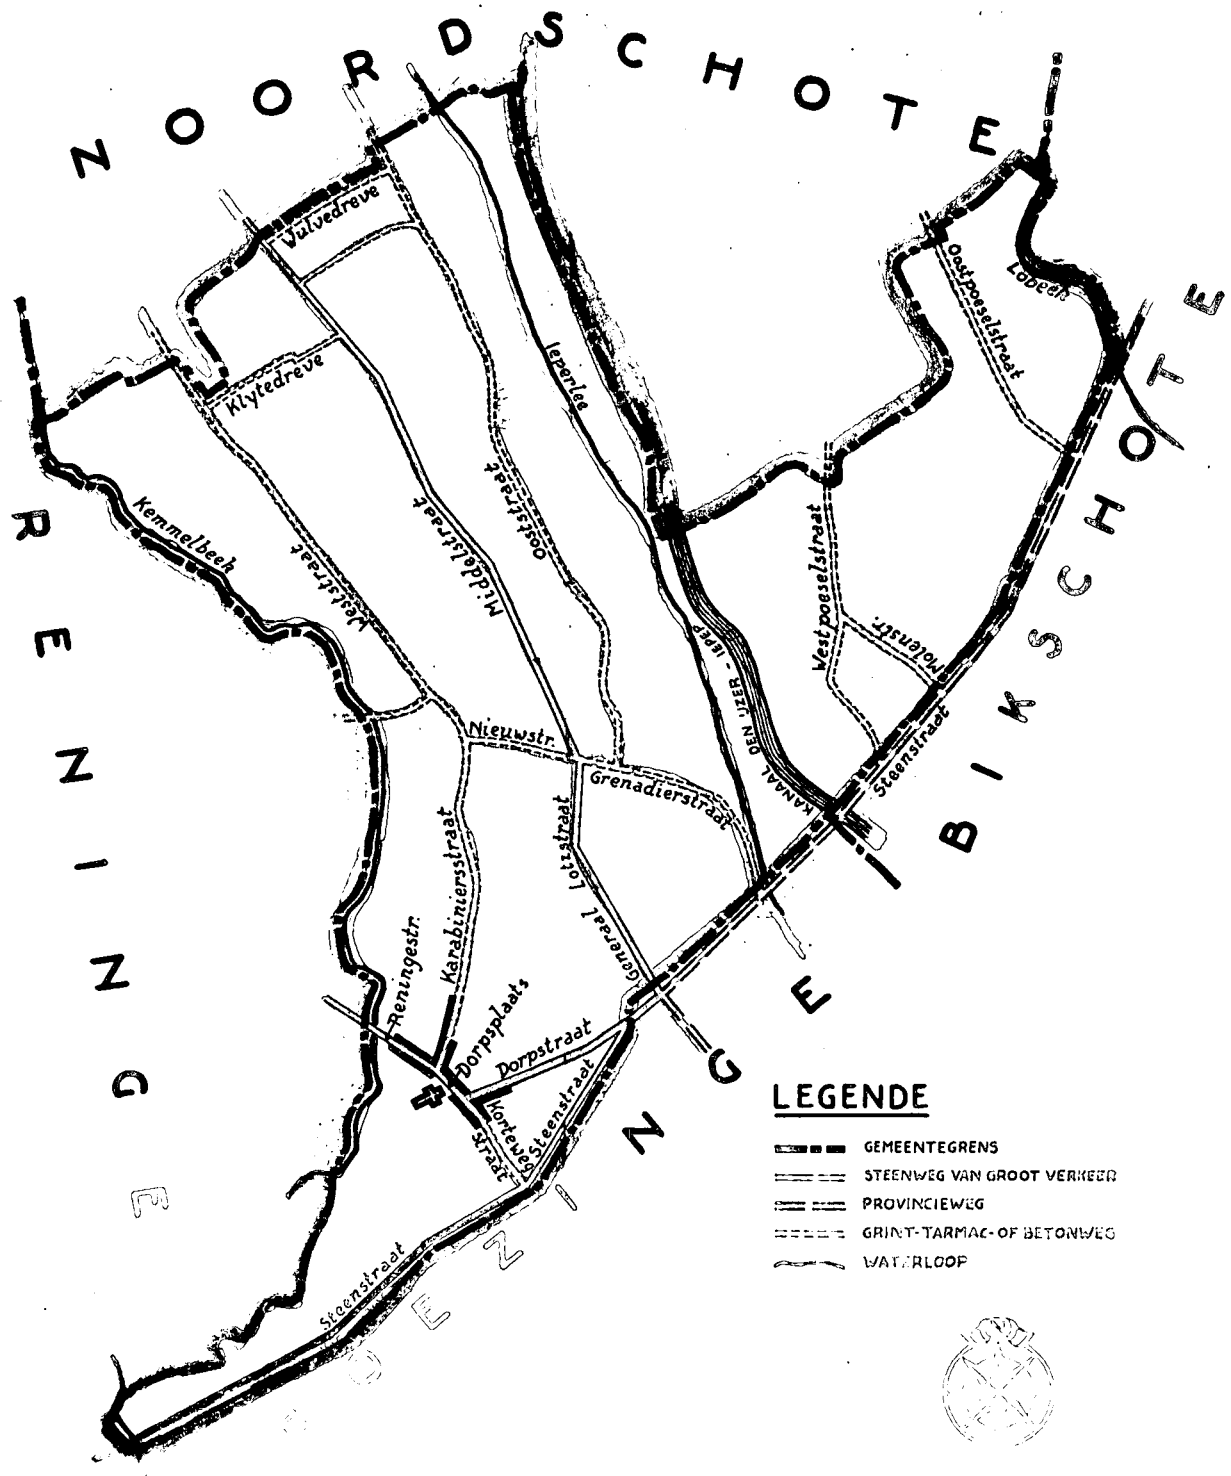 NOORDSCHOTE
RENINGE
BIKSCHOTE
BOEZINGE
Wulvedreve
Klytedreve
Kemmelbeek
Weststraat
Middelstraat
Ooststraat
Ieperlee
KANAAL DEN IJZER - IEPER
Oostpoeselstraat
Lobeek
Westpoeselstraat
Molenstr.
Steenstraat
Nieuwstr.
Grenadierstraat
Generaal Lotzstraat
Karabiniersstraat
Reningestr.
Dorpsplaats
Dorpstraat
Korteweg
Straat
Steenstraat
Steenstraat
LEGENDE
GEMEENTEGRENS
STEENWEG VAN GROOT VERKEER
PROVINCIEWEG
GRINT-TARMAC-OF BETONWEG
WATERLOOP